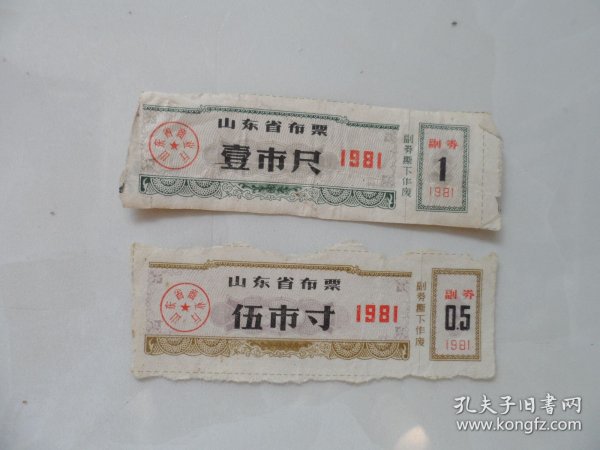 山东省布票
壹市尺 1981
副券撕下作废
副券
1
1981
山东省布票
伍市寸 1981
副券撕下作废
副券
0.5
1981
孔夫子旧书网
www.kongfz.com